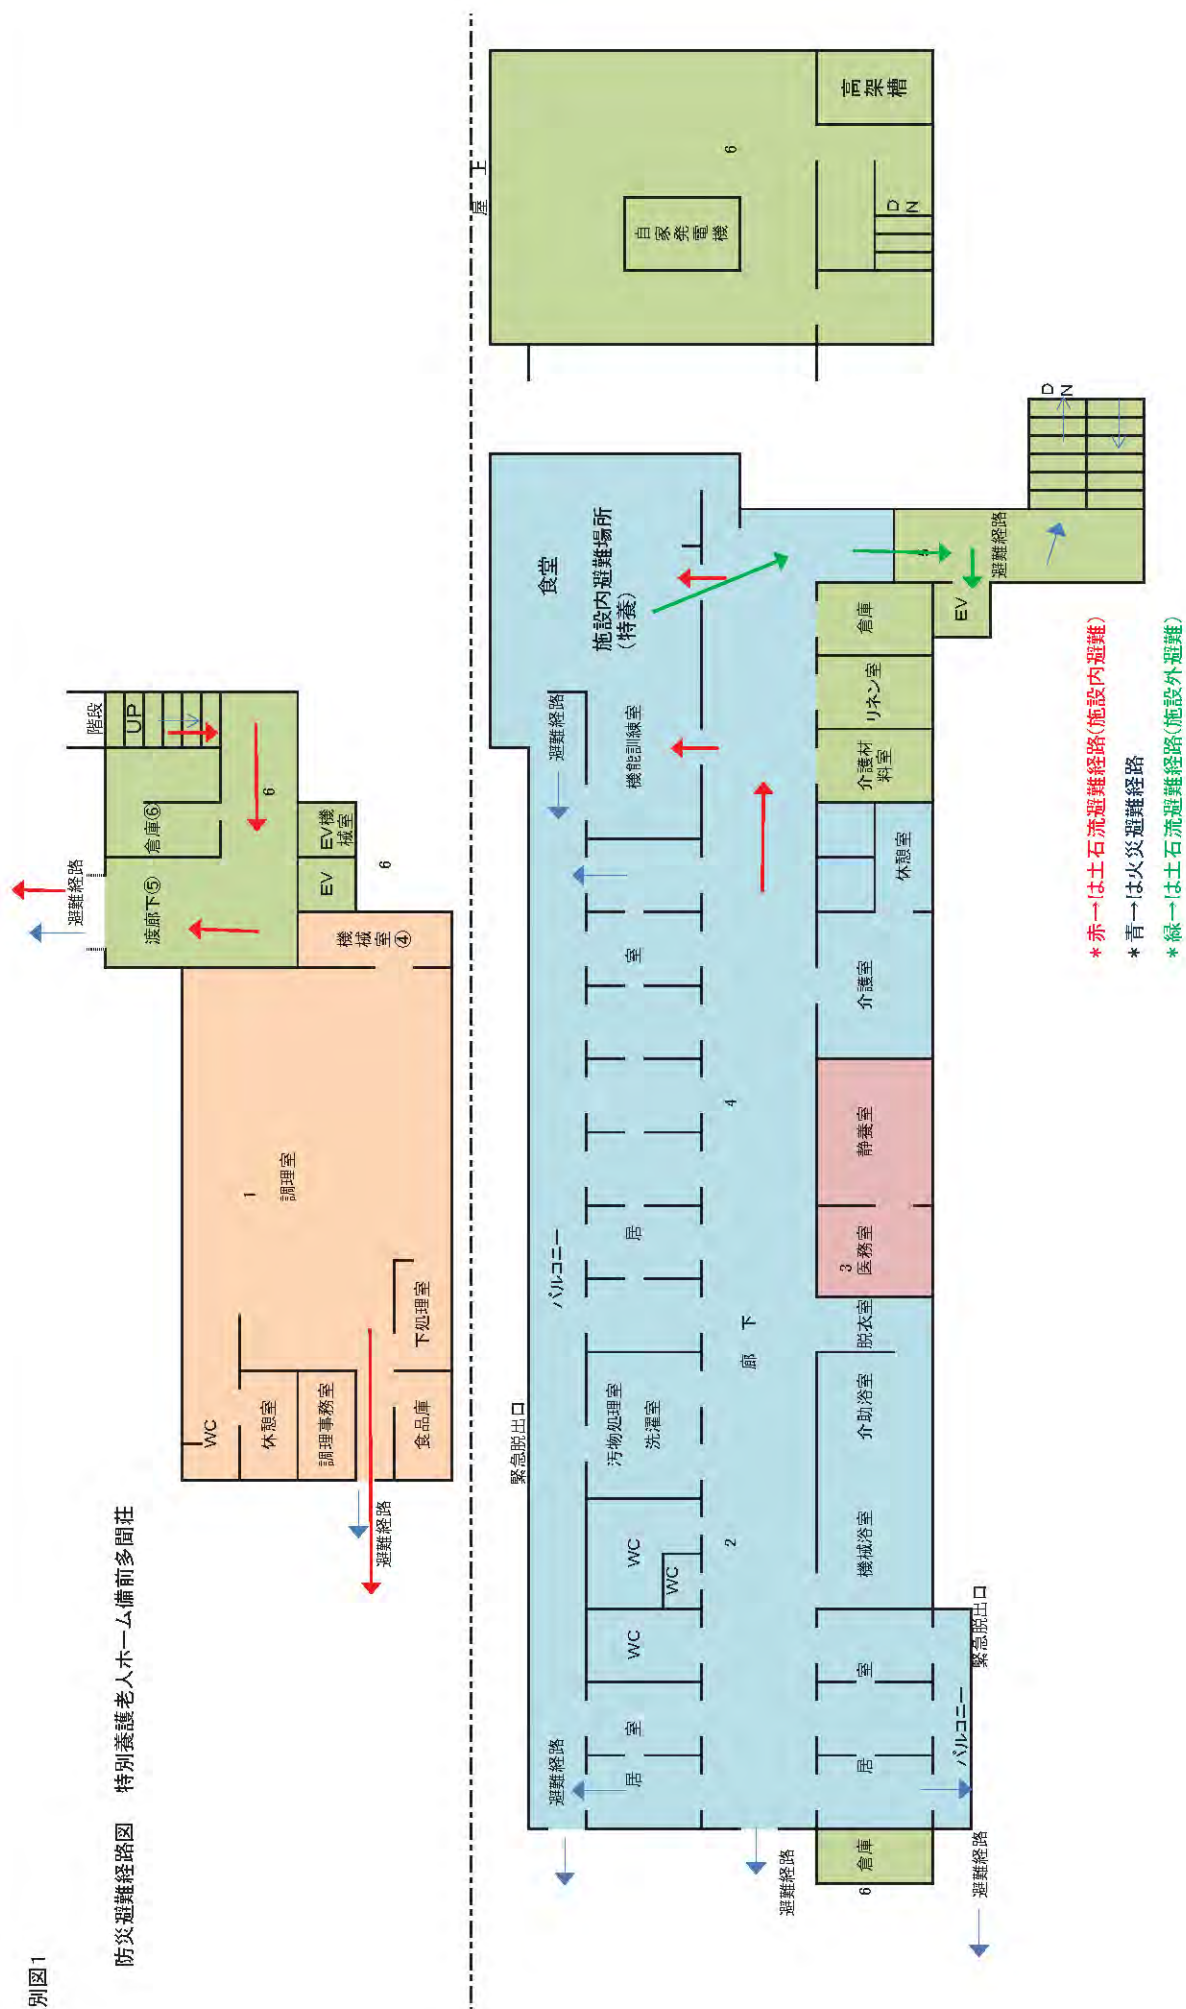 別図1
防災避難経路図　特別養護老人ホーム備前多聞荘
避難経路
避難経路
階段
UP
倉庫⑥
渡廊下⑤
6
EV機械室
EV
6
機械室④
1
調理室
下処理室
WC
休憩室
調理事務室
食品庫
避難経路
屋上
6
自家発電機
高架槽
DN
食堂
施設内避難場所
(特養)
避難経路
機能訓練室
室
居
バルコニー
緊急脱出口
汚物処理室
洗濯室
WC
WC
WC
室
居
避難経路
4
廊下
2
5
避難経路
DN
EV
倉庫
リネン室
介護材料室
休憩室
介護室
静養室
3
医務室
脱衣室
介助浴室
機械浴室
室
居
バルコニー
緊急脱出口
避難経路
倉庫
6
避難経路
*赤→は土石流避難経路(施設内避難)
*青→は火災避難経路
*緑→は土石流避難経路(施設外避難)